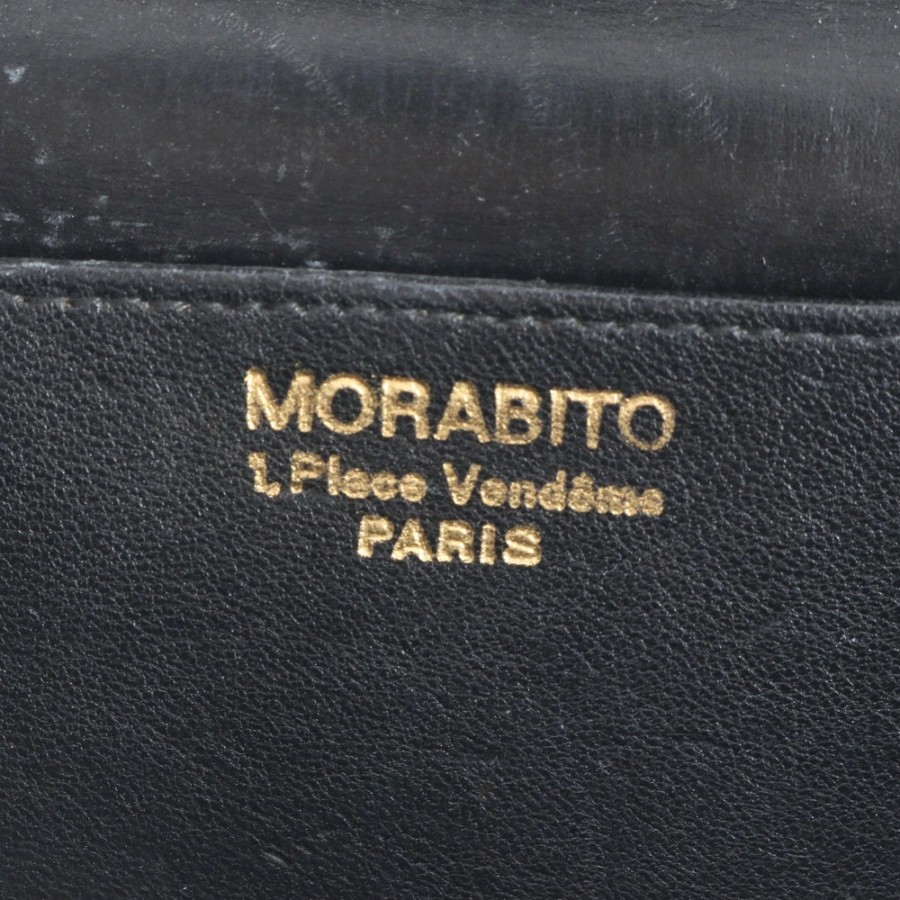 MORABITO
1, Place Vendôme
PARIS